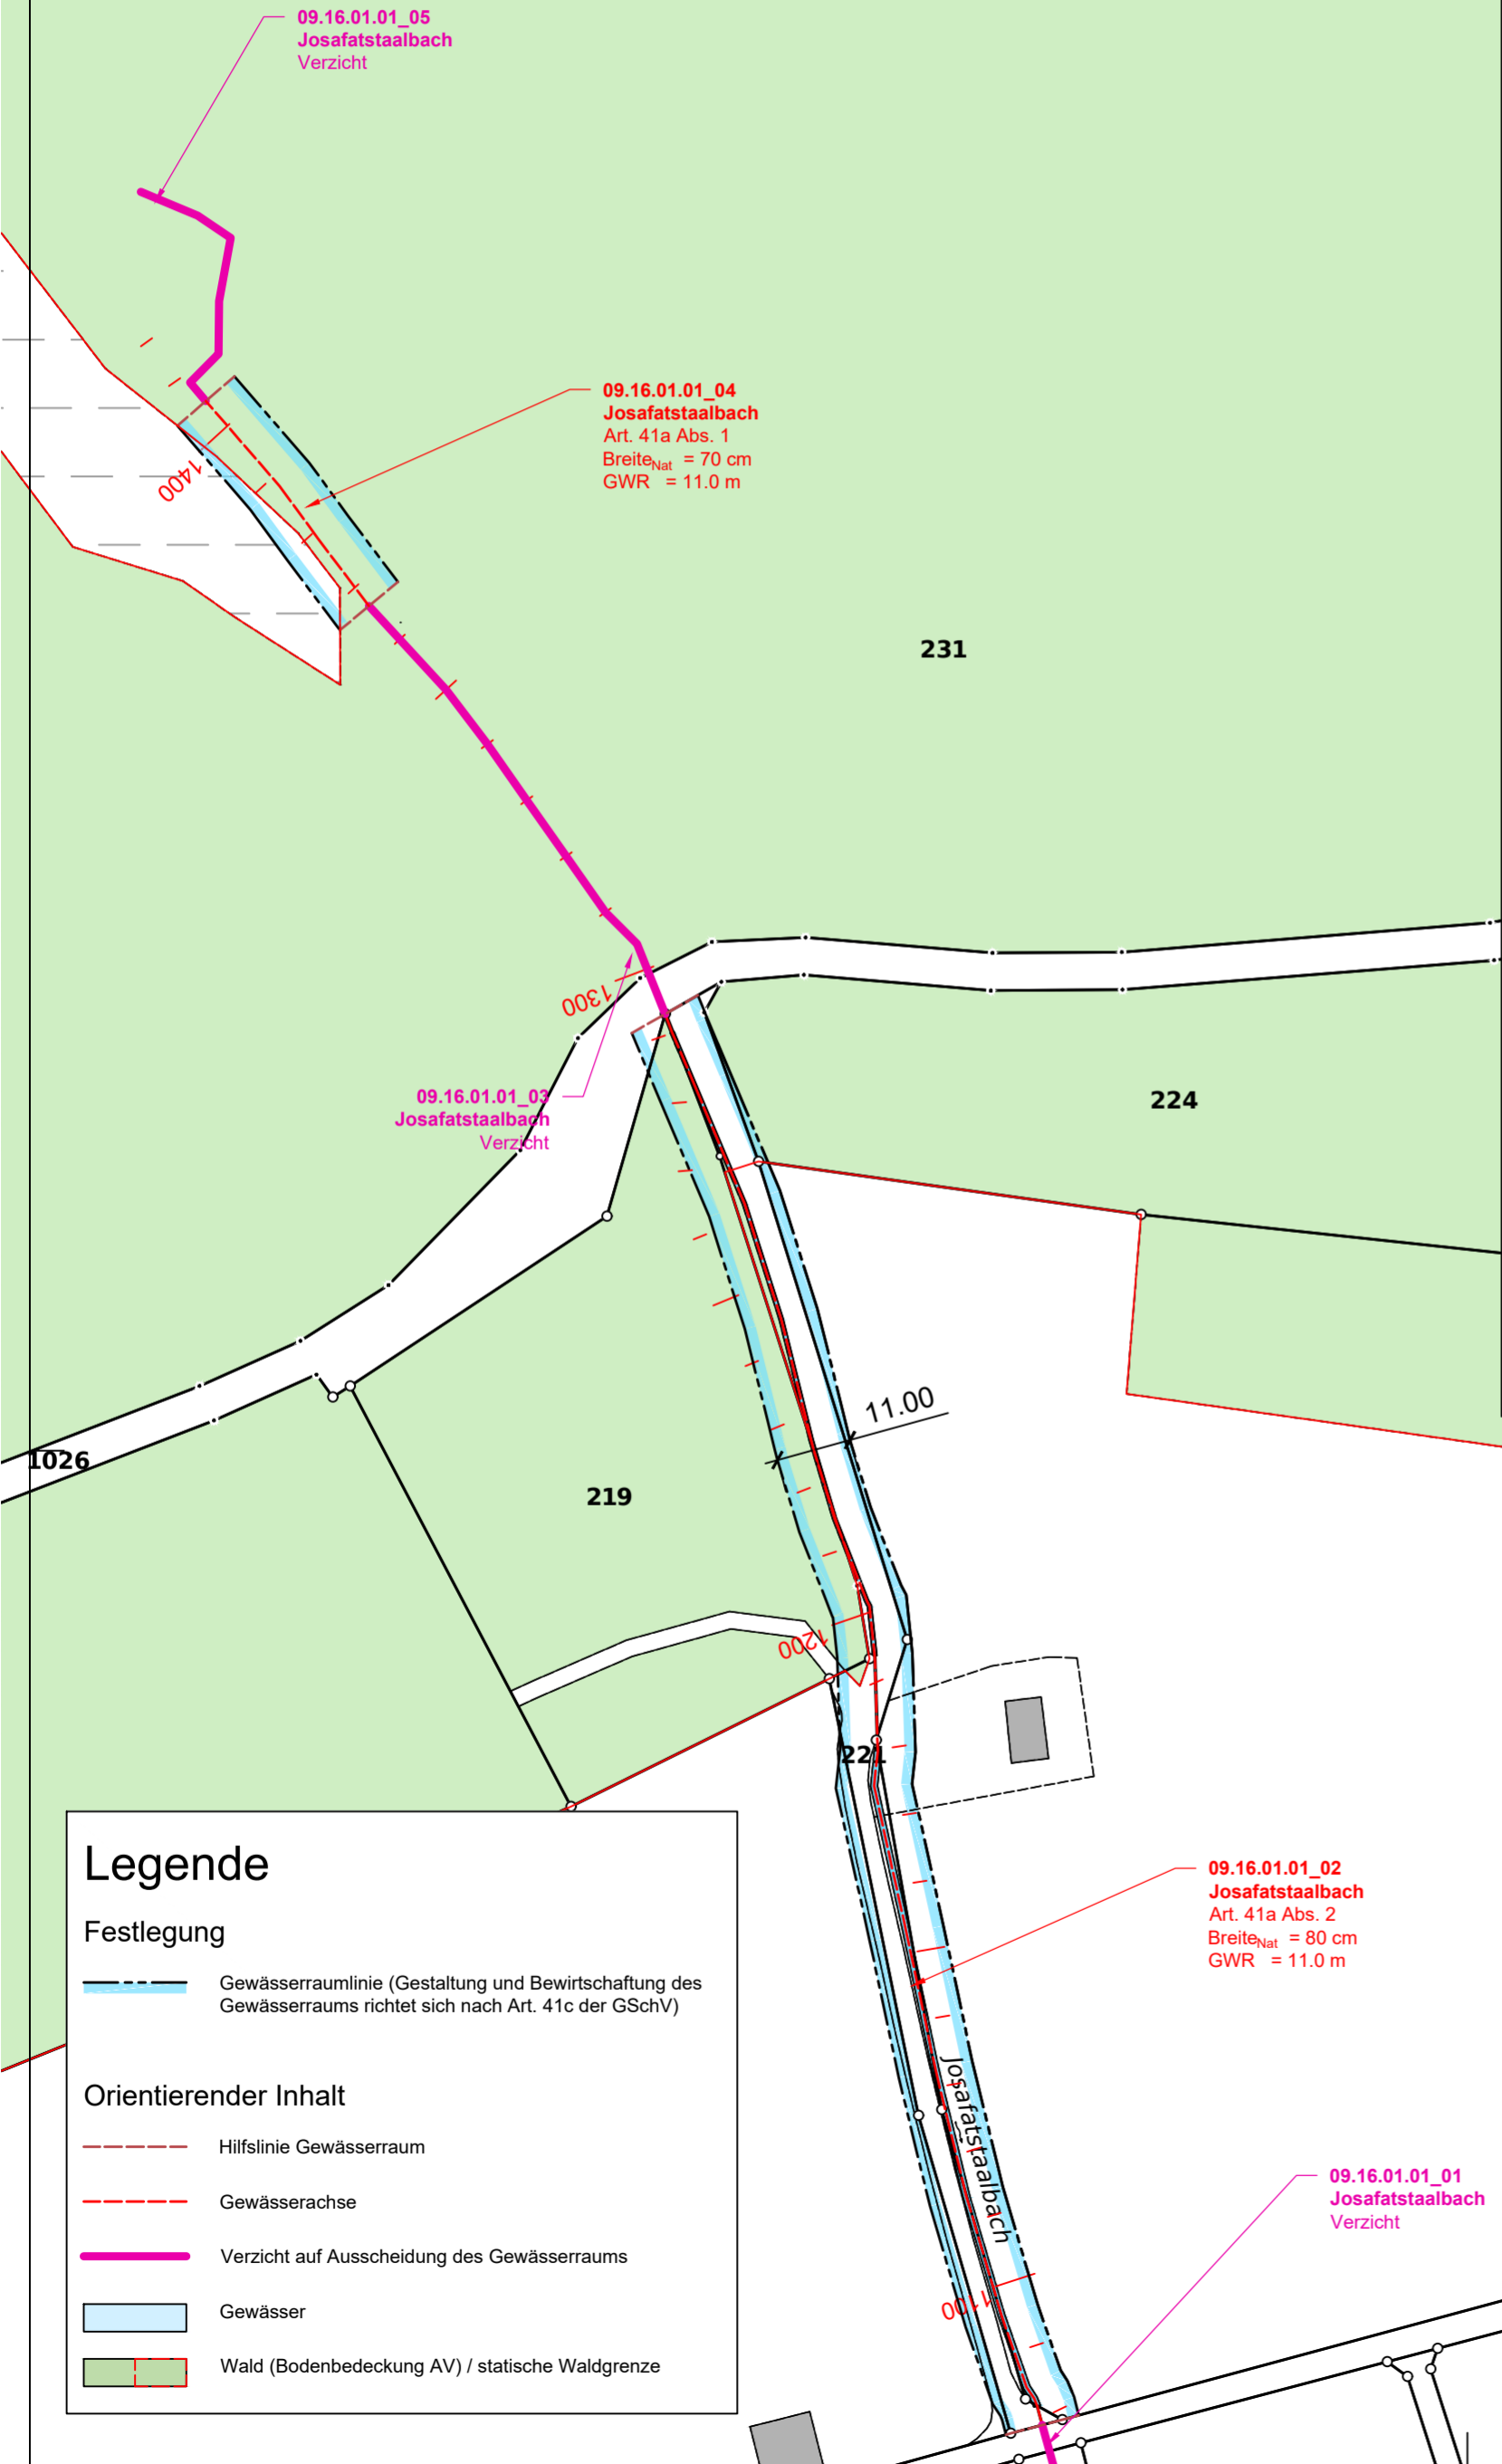 09.16.01.01_05
Josafatstaalbach
Verzicht
09.16.01.01_04
Josafatstaalbach
Art. 41a Abs. 1
BreiteNat = 70 cm
GWR = 11.0 m
1400
231
1300
09.16.01.01_03
Josafatstaalbach
Verzicht
224
11.00
1026
219
1200
221
09.16.01.01_02
Josafatstaalbach
Art. 41a Abs. 2
BreiteNat = 80 cm
GWR = 11.0 m
Josafatstaalbach
09.16.01.01_01
Josafatstaalbach
Verzicht
1100
Legende
Festlegung
Gewässerraumlinie (Gestaltung und Bewirtschaftung des
Gewässerraums richtet sich nach Art. 41c der GSchV)
Orientierender Inhalt
Hilfslinie Gewässerraum
Gewässerachse
Verzicht auf Ausscheidung des Gewässerraums
Gewässer
Wald (Bodenbedeckung AV) / statische Waldgrenze